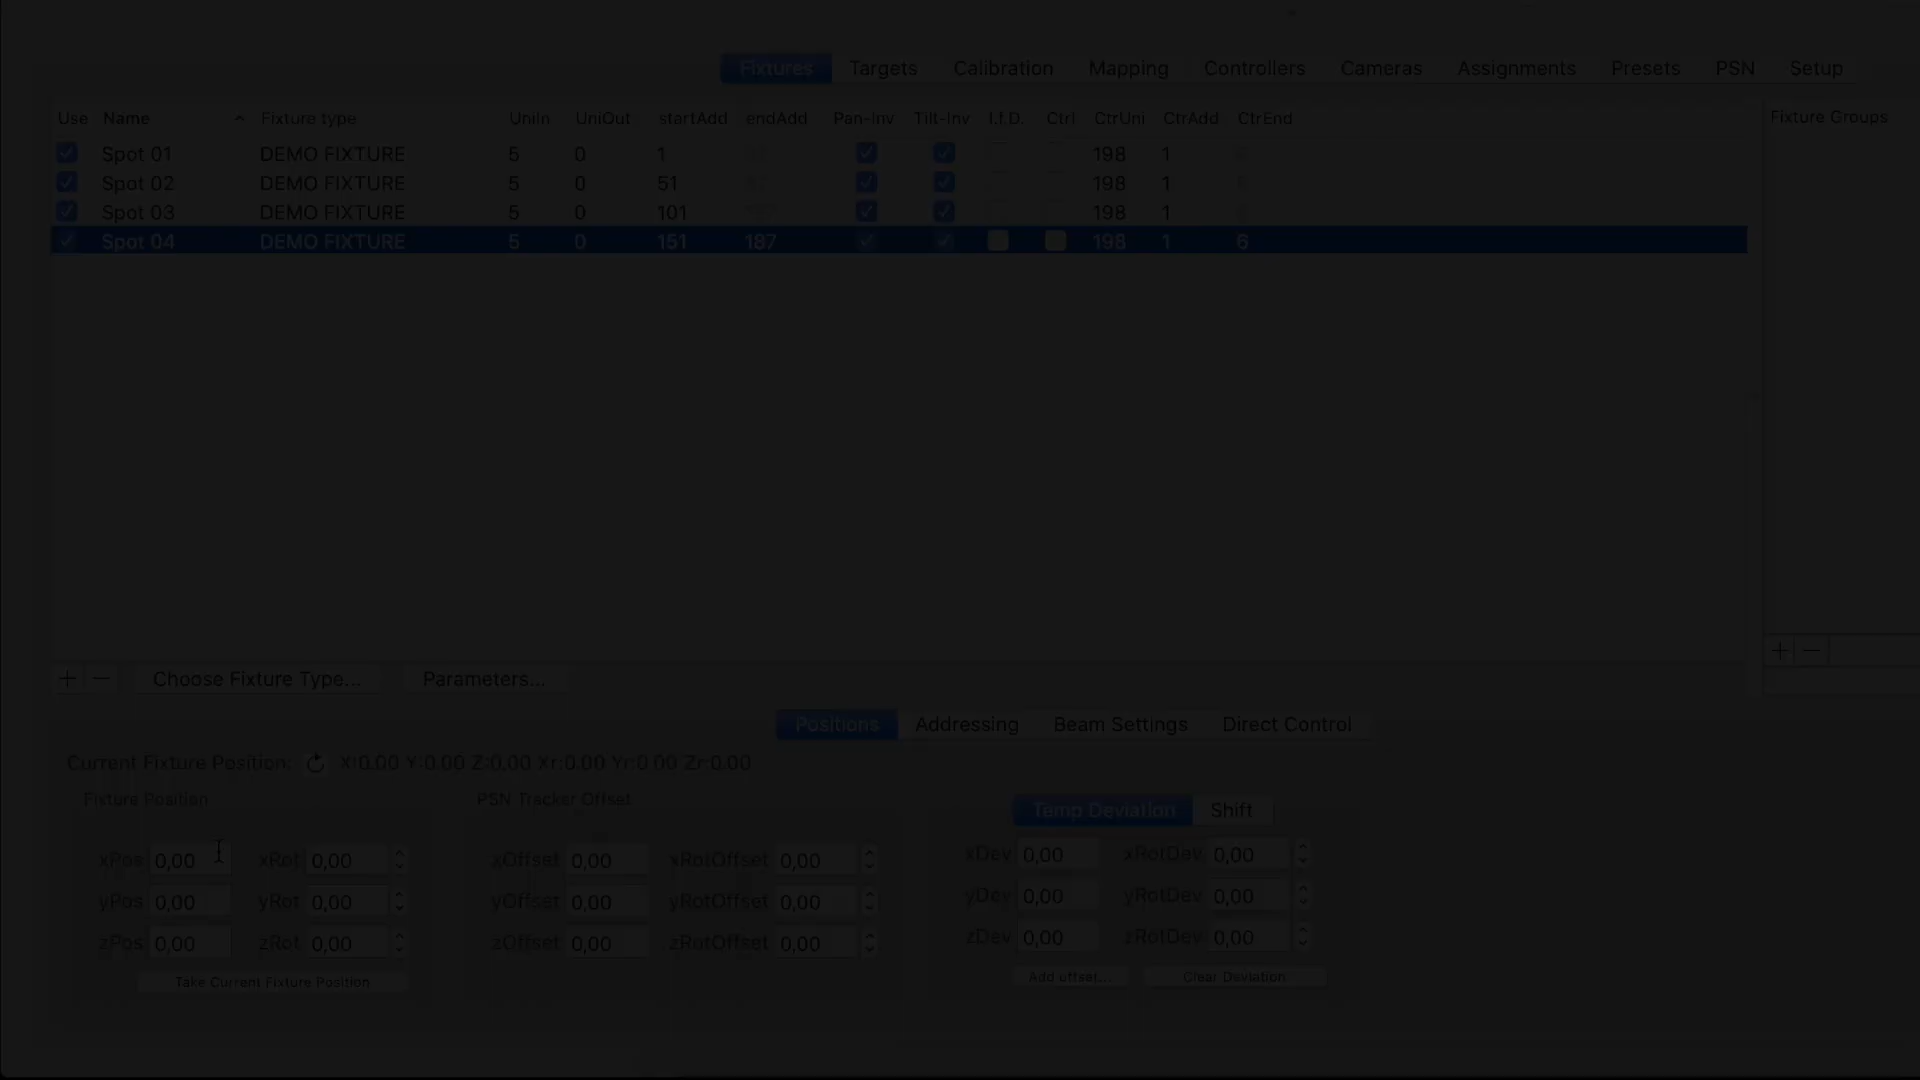 Fixtures Targets Calibration Mapping Controllers Cameras Assignments Presets PSN Setup
Use Name Fixture type UniIn UniOut startAdd endAdd Pan-Inv Tilt-Inv I.f.D. Ctrl CtrUni CtrAdd CtrEnd Fixture Groups
Spot 01 DEMO FIXTURE 5 0 1 198 1
Spot 02 DEMO FIXTURE 5 0 51 198 1
Spot 03 DEMO FIXTURE 5 0 101 198 1
Spot 04 DEMO FIXTURE 5 0 151 187 198 1 6
Choose Fixture Type... Parameters...
Positions Addressing Beam Settings Direct Control
Current Fixture Position: X:0.00 Y:0.00 Z:0.00 Xr:0.00 Yr:0.00 Zr:0.00
Fixture Position PSN Tracker Offset
Temp Deviation Shift
xPos 0,00 xRot 0,00 xOffset 0,00 xRotOffset 0,00 xDev 0,00 xRotDev 0,00
yPos 0,00 yRot 0,00 yOffset 0,00 yRotOffset 0,00 yDev 0,00 yRotDev 0,00
zPos 0,00 zRot 0,00 zOffset 0,00 zRotOffset 0,00 zDev 0,00 zRotDev 0,00
Take Current Fixture Position Add offset... Clear Deviation